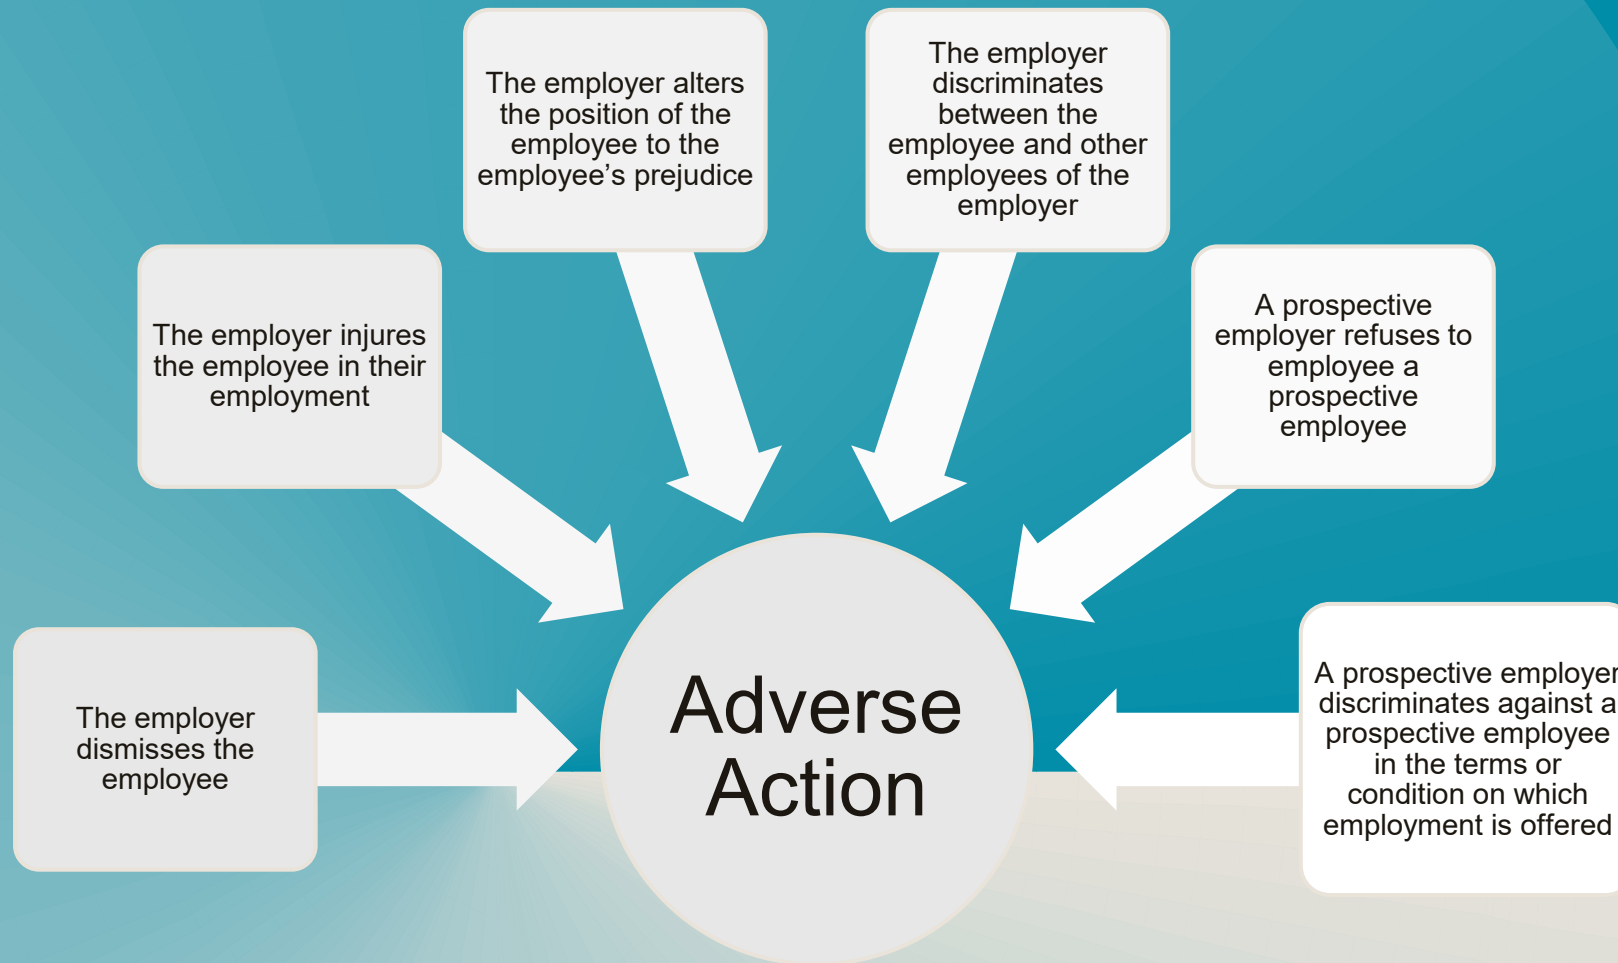 The employer
dismisses the
employee
The employer injures
the employee in their
employment
The employer alters
the position of the
employee to the
employee’s prejudice
The employer
discriminates
between the
employee and other
employees of the
employer
A prospective
employer refuses to
employee a
prospective
employee
A prospective employer
discriminates against a
prospective employee
in the terms or
condition on which
employment is offered
Adverse
Action